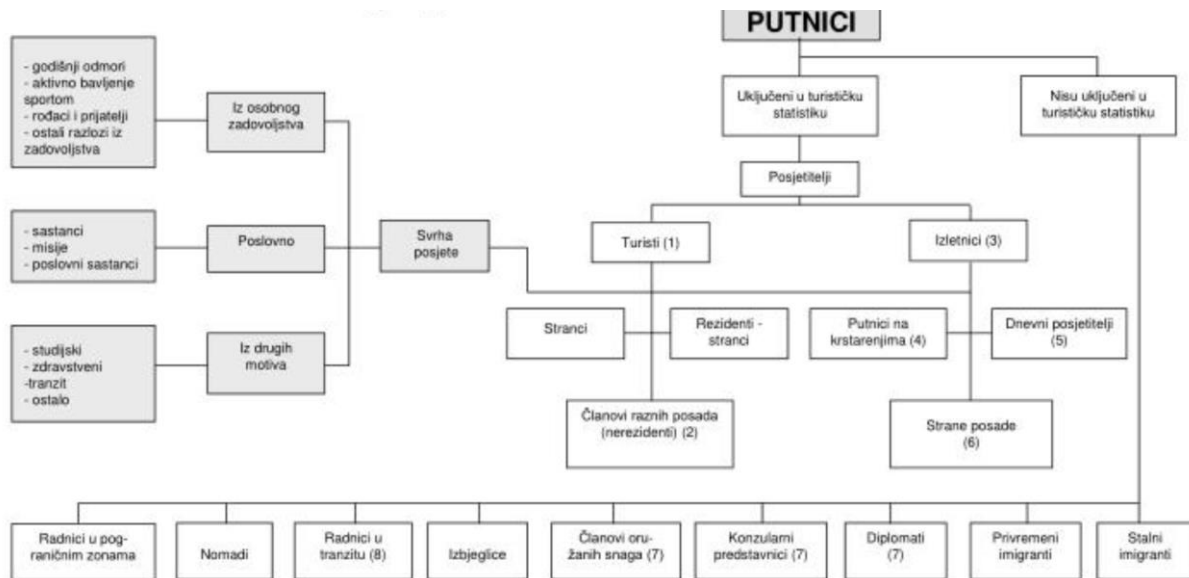 PUTNICI
- godišnji odmori
- aktivno bavljenje
sportom
- rođaci i prijatelji
- ostali razlozi iz
zadovoljstva
Iz osobnog
zadovoljstva
Uključeni u turističku
statistiku
Nisu uključeni u
turističku statistiku
Posjetitelji
- sastanci
- misije
- poslovni sastanci
Poslovno
Svrha
posjete
Turisti (1)
Izletnici (3)
Stranci
Rezidenti -
stranci
Putnici na
krstarenjima (4)
Dnevni posjetitelji
(5)
- studijski
- zdravstveni
-tranzit
- ostalo
Iz drugih
motiva
Članovi raznih posada
(nerezidenti) (2)
Strane posade
(6)
Radnici u pog-
raničnim zonama
Nomadi
Radnici u
tranzitu (8)
Izbjeglice
Članovi oru-
žanih snaga (7)
Konzularni
predstavnici (7)
Diplomati
(7)
Privremeni
imigranti
Stalni
imigranti